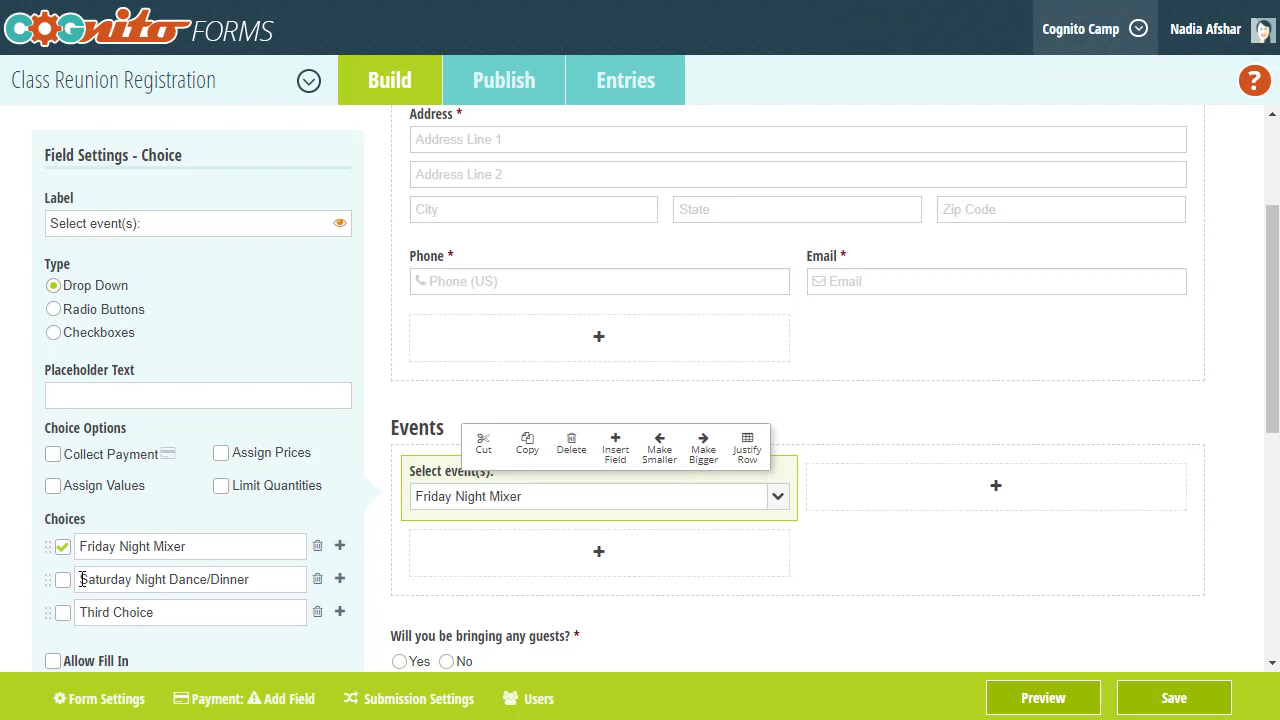 COGNITO FORMS
Cognito Camp
Nadia Afshar
Class Reunion Registration
Build
Publish
Entries
?
Field Settings - Choice
Label
Select event(s):
Type
Drop Down
Radio Buttons
Checkboxes
Placeholder Text
Choice Options
Collect Payment
Assign Prices
Assign Values
Limit Quantities
Choices
Friday Night Mixer
Saturday Night Dance/Dinner
Third Choice
Allow Fill In
Address *
Address Line 1
Address Line 2
City
State
Zip Code
Phone *
Email *
Phone (US)
Email
Events
Cut
Copy
Delete
Insert Field
Make Smaller
Make Bigger
Justify Row
Select event(s):
Friday Night Mixer
Will you be bringing any guests? *
Yes
No
Form Settings
Payment: Add Field
Submission Settings
Users
Preview
Save